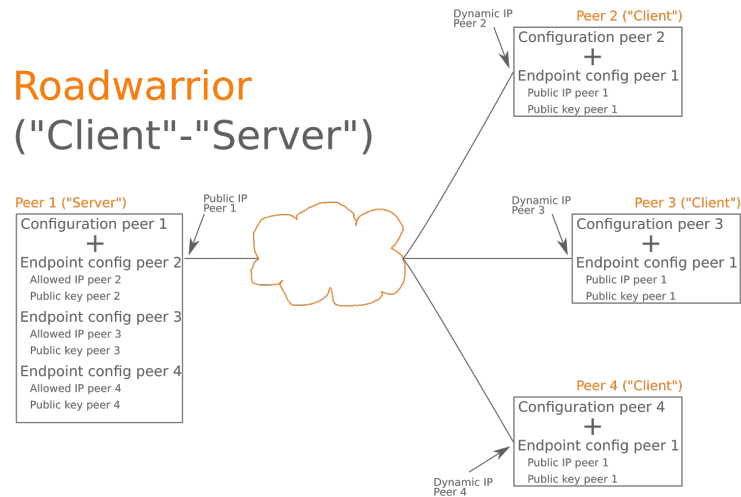 Roadwarrior
("Client"-"Server")
Peer 1 ("Server")
Configuration peer 1
+
Endpoint config peer 2
Allowed IP peer 2
Public key peer 2
Endpoint config peer 3
Allowed IP peer 3
Public key peer 3
Endpoint config peer 4
Allowed IP peer 4
Public key peer 4
Public IP
Peer 1
Dynamic IP
Peer 2
Peer 2 ("Client")
Configuration peer 2
+
Endpoint config peer 1
Public IP peer 1
Public key peer 1
Dynamic IP
Peer 3
Peer 3 ("Client")
Configuration peer 3
+
Endpoint config peer 1
Public IP peer 1
Public key peer 1
Peer 4 ("Client")
Configuration peer 4
+
Endpoint config peer 1
Public IP peer 1
Public key peer 1
Dynamic IP
Peer 4